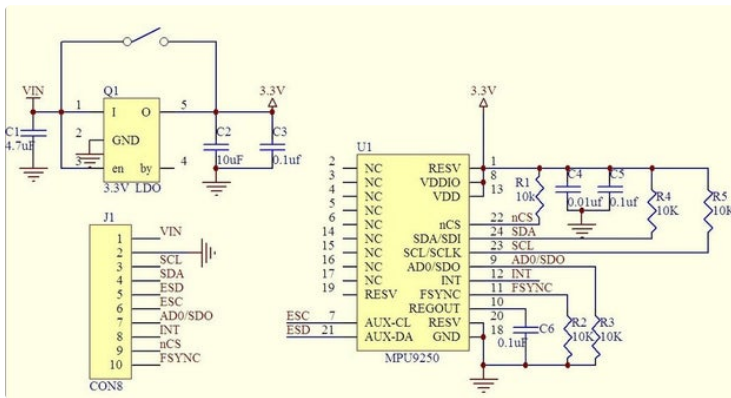 VIN
Q1
1 I O 5
2 GND
3 en by 4
3.3V LDO
C1
4.7uF
C2
10uF
C3
0.1uf
3.3V
J1
1 VIN
2
3 SCL
4 SDA
5 ESD
6 ESC
7 AD0/SDO
8 INT
9 nCS
10 FSYNC
CON8
3.3V
U1
2 NC RESV 1
3 NC VDDIO 8
4 NC VDD 13
5 NC
6 NC nCS 22 nCS
14 NC SDA/SDI 24 SDA
15 NC SCL/SCLK 23 SCL
16 NC AD0/SDO 9 AD0/SDO
17 NC INT 12 INT
19 RESV FSYNC 11 FSYNC
REGOUT 10
ESC 7 AUX-CL RESV 20
ESD 21 AUX-DA GND 18
MPU9250
R1
10k
C4
0.01uf
C5
0.1uf
R4
10K
R5
10K
C6
0.1uF
R2
10K
R3
10K